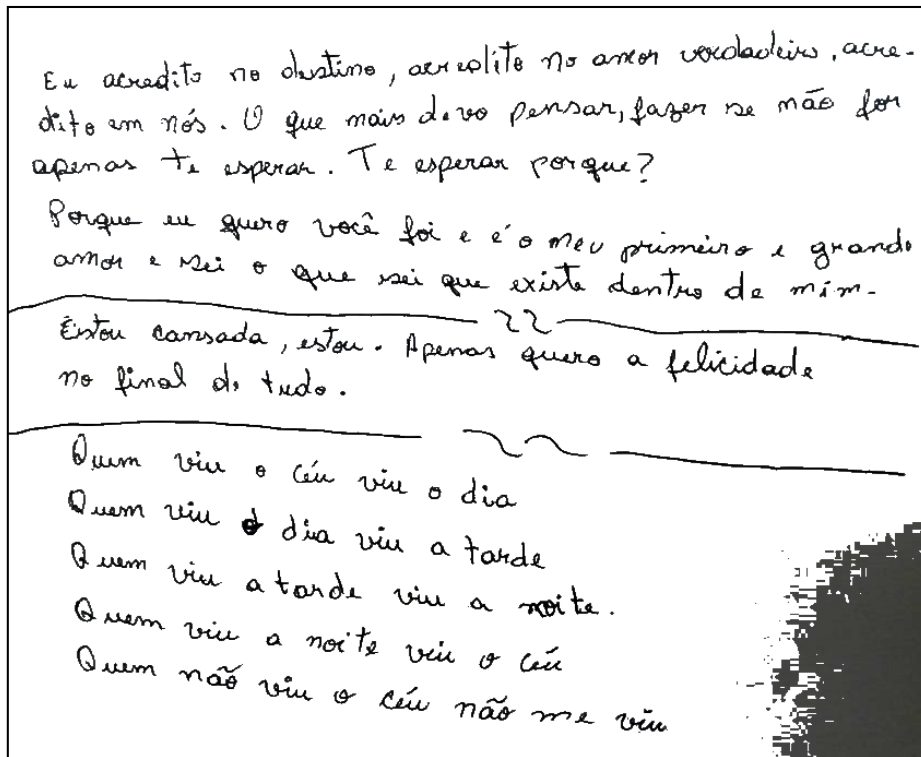 Eu acredito no destino, acredito no amor verdadeiro, acre-
dito em nós. O que mais devo pensar, fazer se não for
apenas te esperar. Te esperar porque?
Porque eu quero você foi e é o meu primeiro e grande
amor e sei o que sei que existe dentro de mim.
Estou cansada, estou. Apenas quero a felicidade
no final de tudo.
Quem viu o céu viu o dia
Quem viu o dia viu a tarde
Quem viu a tarde viu a noite.
Quem viu a noite viu o céu
Quem não viu o céu não me viu